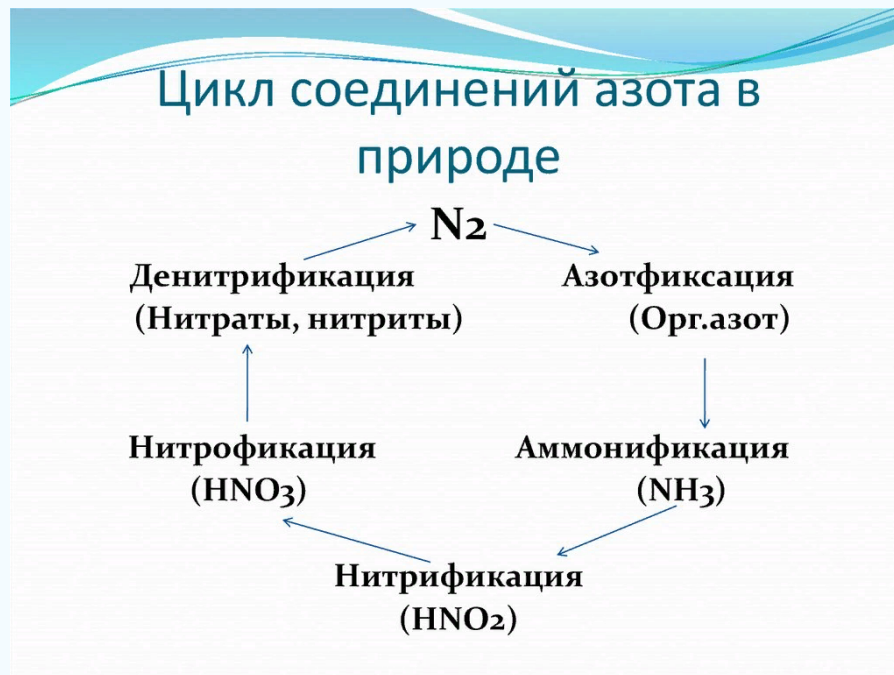 Цикл соединений азота в
природе
N2
Денитрификация
(Нитраты, нитриты)
Азотфиксация
(Орг.азот)
Нитрофикация
(HNO3)
Аммонификация
(NH3)
Нитрификация
(HNO2)